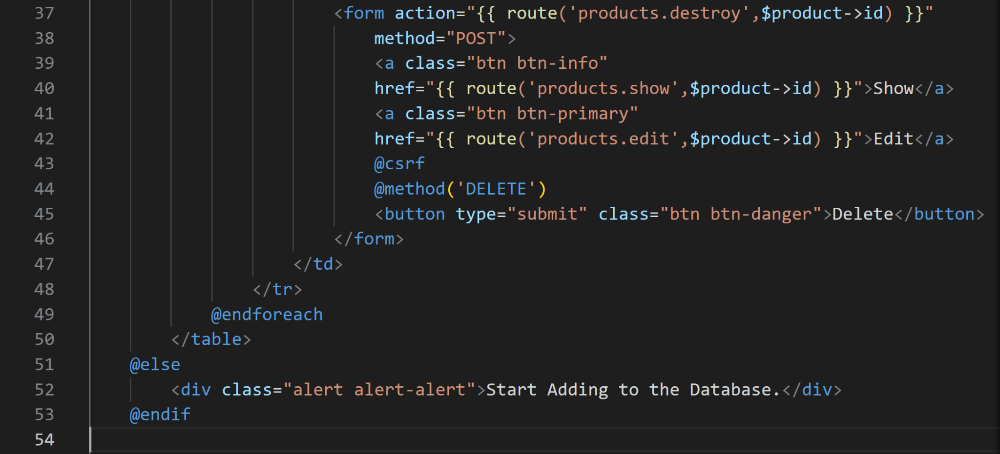 37 <form action="{{ route('products.destroy',$product->id) }}"
38 method="POST">
39 <a class="btn btn-info"
40 href="{{ route('products.show',$product->id) }}">Show</a>
41 <a class="btn btn-primary"
42 href="{{ route('products.edit',$product->id) }}">Edit</a>
43 @csrf
44 @method('DELETE')
45 <button type="submit" class="btn btn-danger">Delete</button>
46 </form>
47 </td>
48 </tr>
49 @endforeach
50 </table>
51 @else
52 <div class="alert alert-alert">Start Adding to the Database.</div>
53 @endif
54